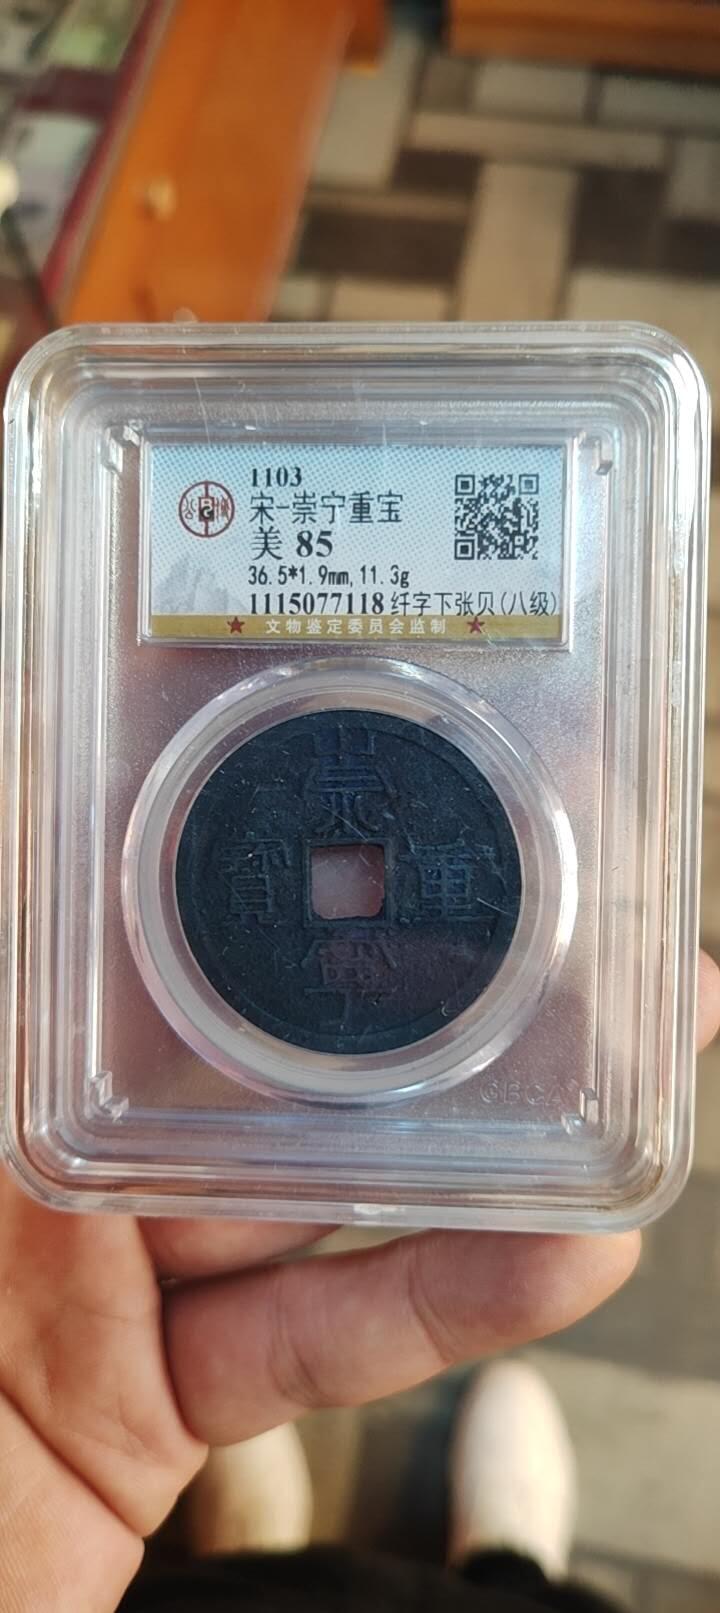 1103
宋-崇宁重宝
美 85
36.5*1.9mm,11.3g
1115077118 纤字下张贝(八级)
★ 文物鉴定委员会监制 ★
崇
寶 重
寧
GBCA